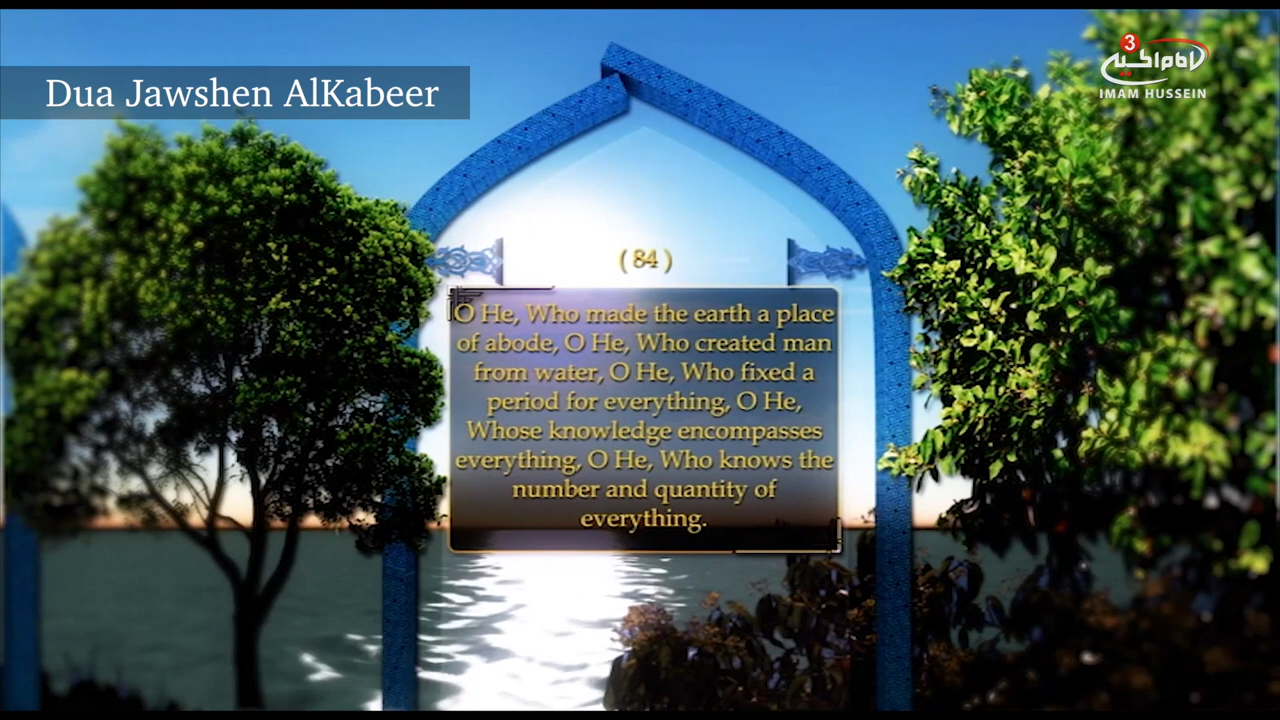 Dua Jawshen AlKabeer
3
IMAM HUSSEIN
( 84 )
O He, Who made the earth a place
of abode, O He, Who created man
from water, O He, Who fixed a
period for everything, O He,
Whose knowledge encompasses
everything, O He, Who knows the
number and quantity of
everything.